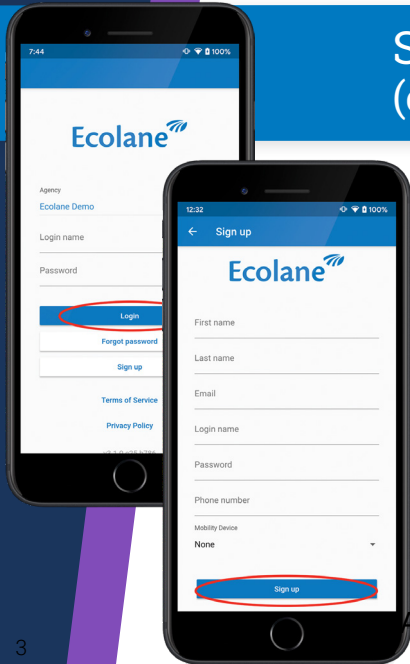 7:44
100%
Ecolane
Agency
Ecolane Demo
Login name
Password
Login
Forgot password
Sign up
Terms of Service
Privacy Policy
12:32
100%
Sign up
Ecolane
First name
Last name
Email
Login name
Password
Phone number
Mobility Device
None
Sign up
3